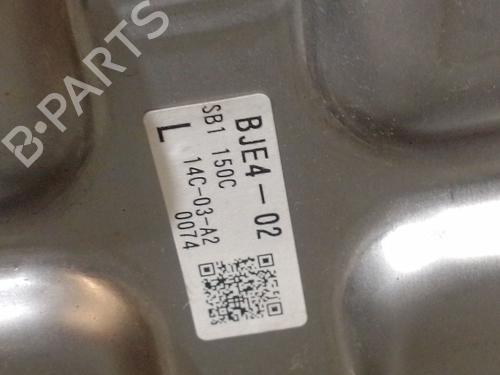 B-PARTS
BJE4-02
SB1 150C
L 14C-03-A2
0074